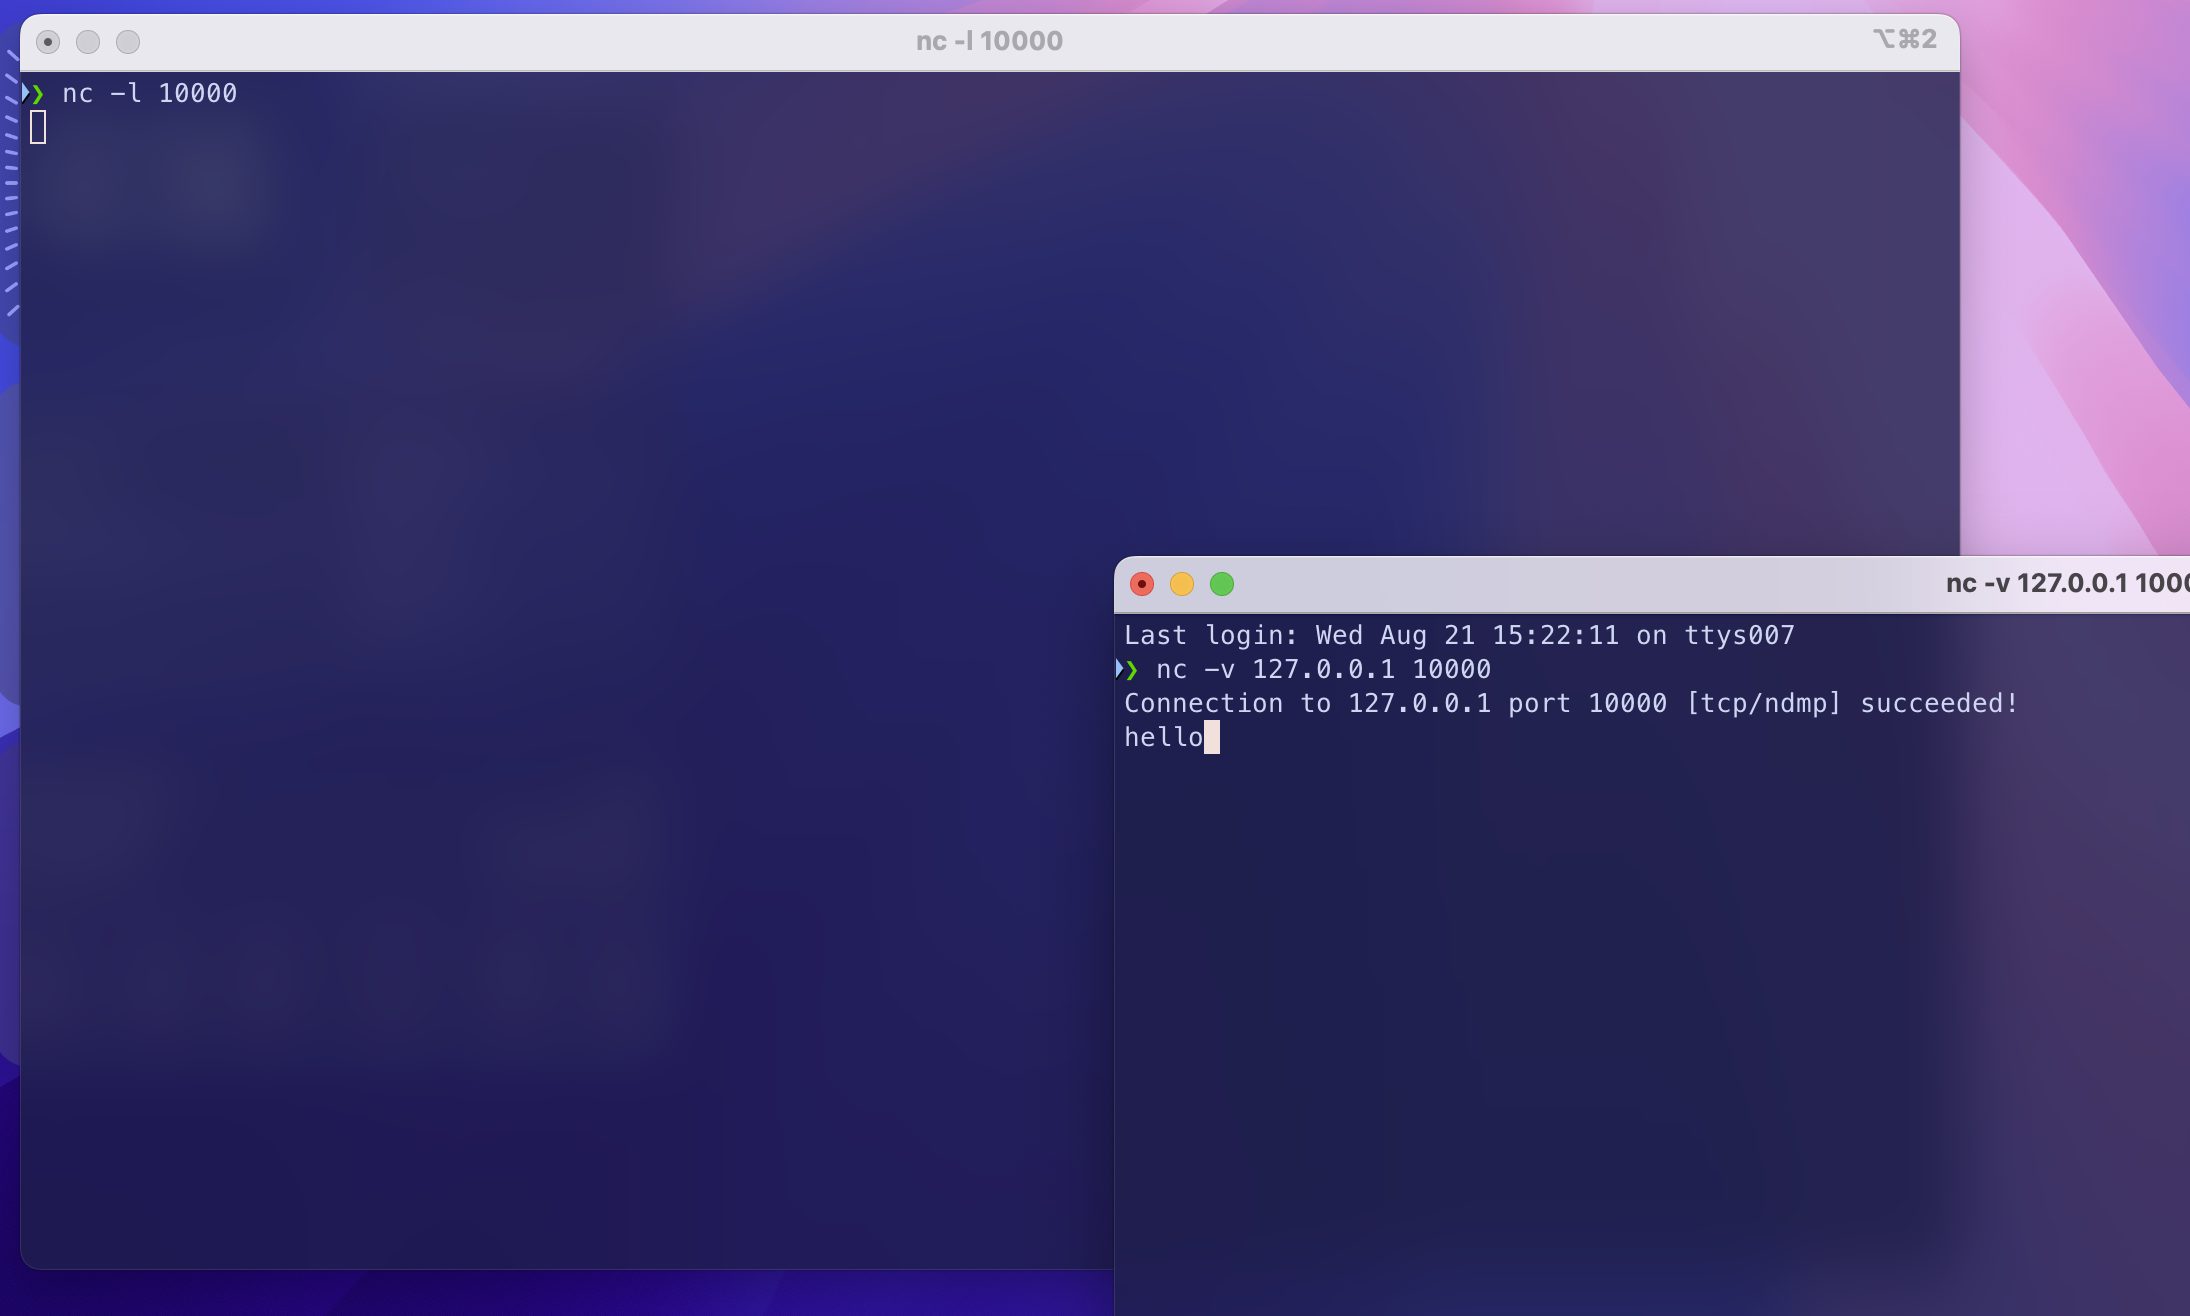 nc -l 10000
⌥⌘2
❯ nc -l 10000
nc -v 127.0.0.1 1000
Last login: Wed Aug 21 15:22:11 on ttys007
❯ nc -v 127.0.0.1 10000
Connection to 127.0.0.1 port 10000 [tcp/ndmp] succeeded!
hello